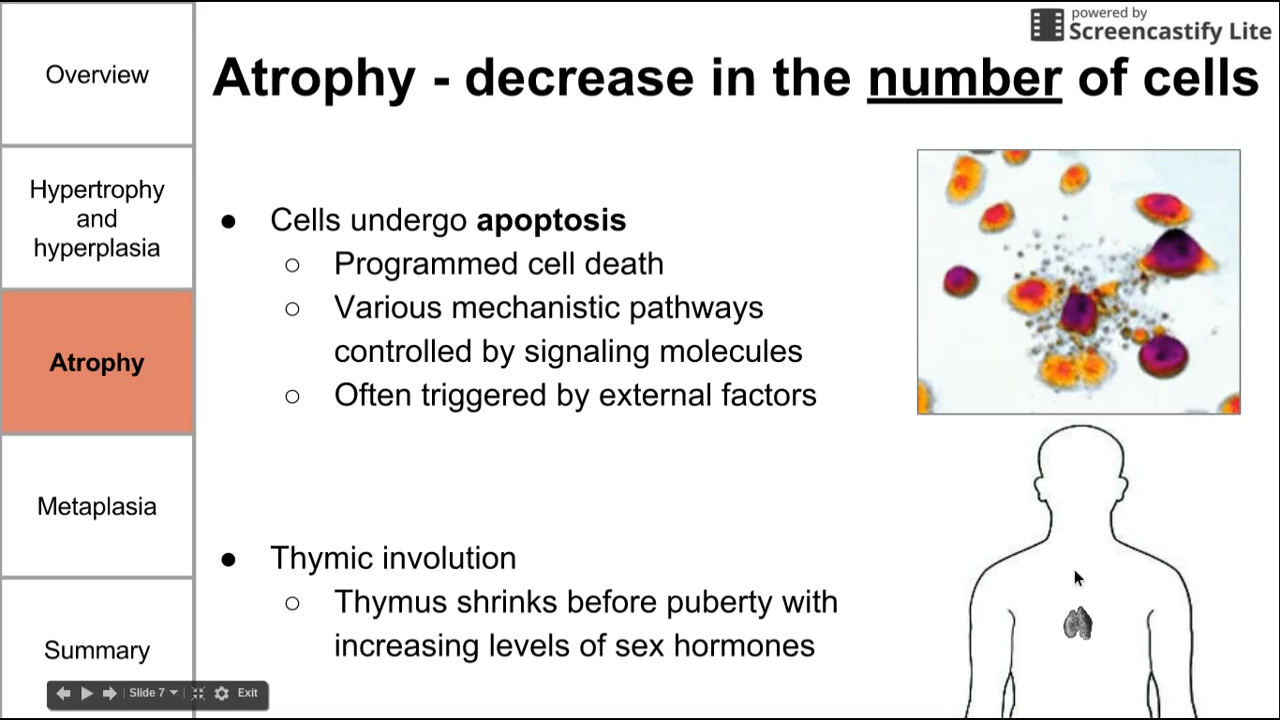 powered by
Screencastify Lite
Overview
Hypertrophy
and
hyperplasia
Atrophy
Metaplasia
Summary
Atrophy - decrease in the number of cells
● Cells undergo apoptosis
○ Programmed cell death
○ Various mechanistic pathways
controlled by signaling molecules
○ Often triggered by external factors
● Thymic involution
○ Thymus shrinks before puberty with
increasing levels of sex hormones
Slide 7
Exit